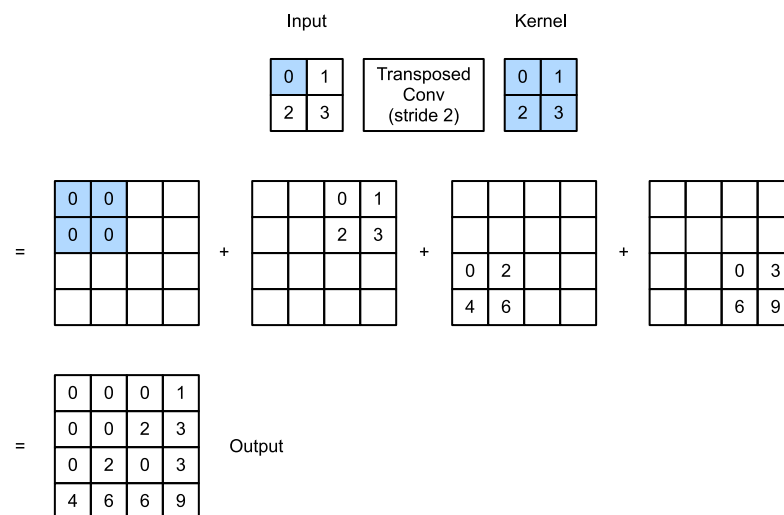 Input Kernel
0 1 Transposed Conv (stride 2) 0 1
2 3 2 3
0 0 0 1
0 0 2 3
= + + +
0 2 0 3
4 6 6 9
0 0 0 1
0 0 2 3
= Output
0 2 0 3
4 6 6 9